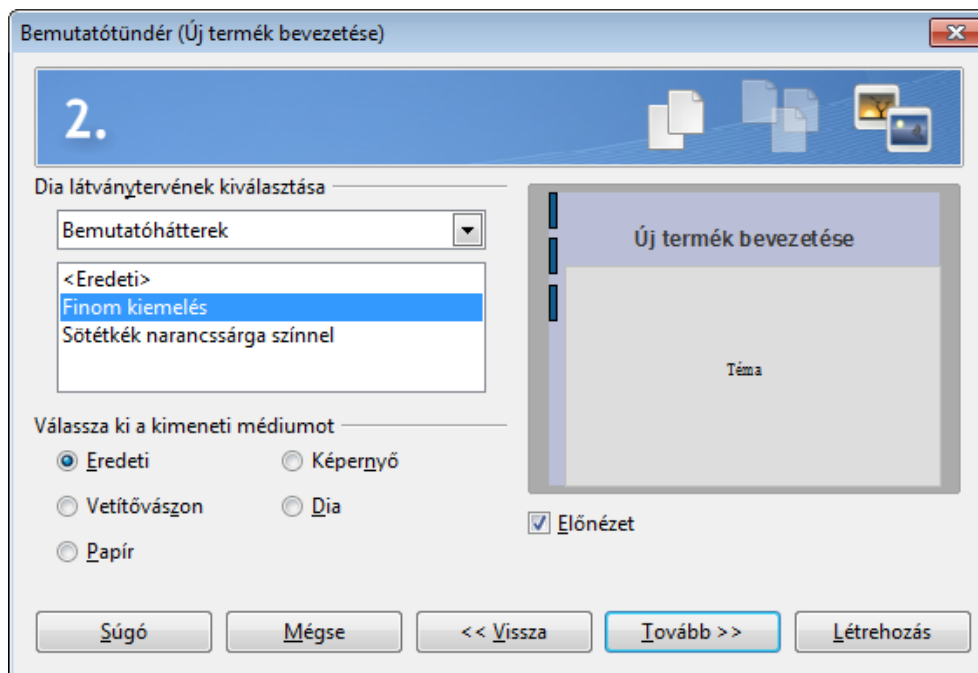 Bemutatótündér (Új termék bevezetése)
2.
Dia látványtervének kiválasztása
Bemutatóhátterek
<Eredeti>
Finom kiemelés
Sötétkék narancssárga színnel
Új termék bevezetése
Téma
Válassza ki a kimeneti médiumot
Eredeti
Képernyő
Vetítővászon
Dia
Papír
Előnézet
Súgó
Mégse
<< Vissza
Tovább >>
Létrehozás